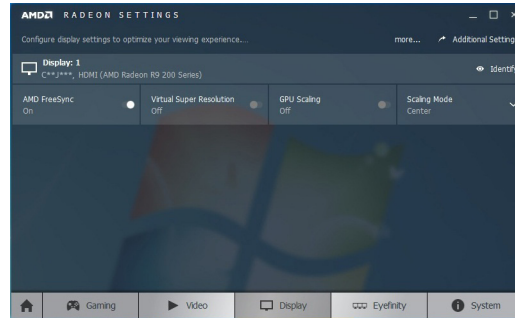 AMD RADEON SETTINGS
Configure display settings to optimize your viewing experience....
more...
Additional Setting
Display: 1
C**J***, HDMI (AMD Radeon R9 200 Series)
Identify
AMD FreeSync
On
Virtual Super Resolution
Off
GPU Scaling
Off
Scaling Mode
Center
Gaming
Video
Display
Eyefinity
System